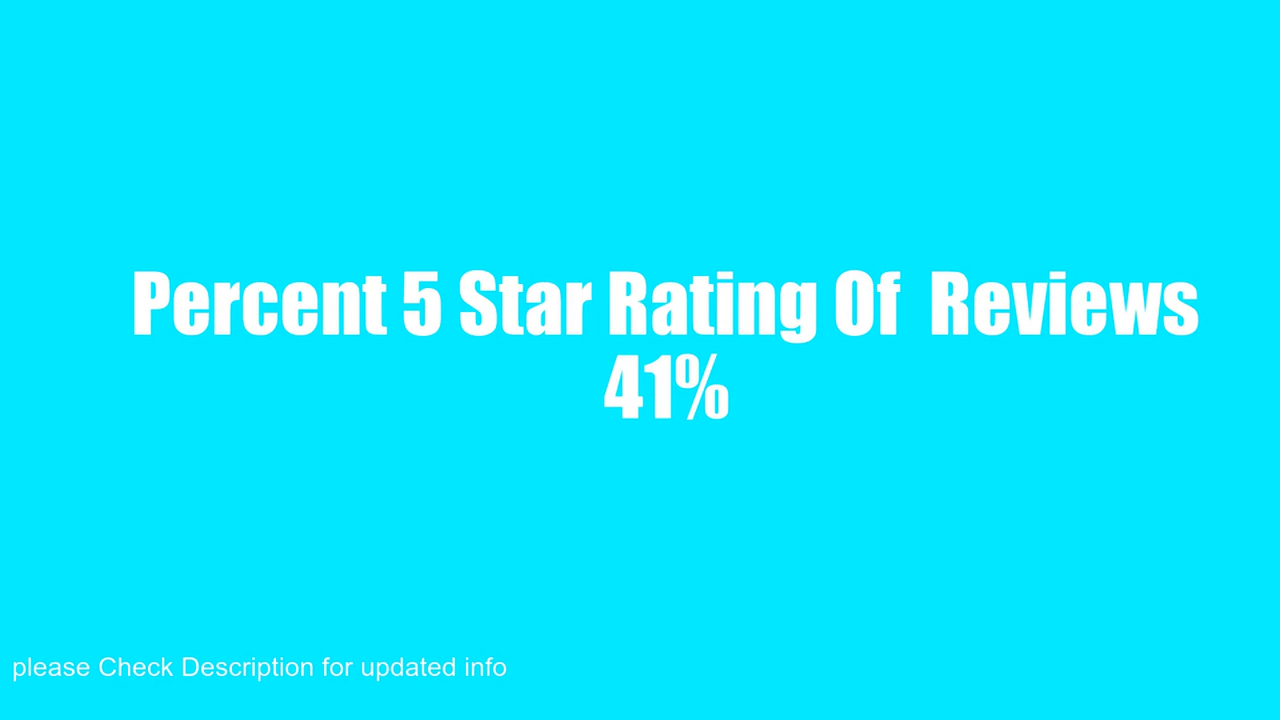 Percent 5 Star Rating Of  Reviews
41%
please Check Description for updated info